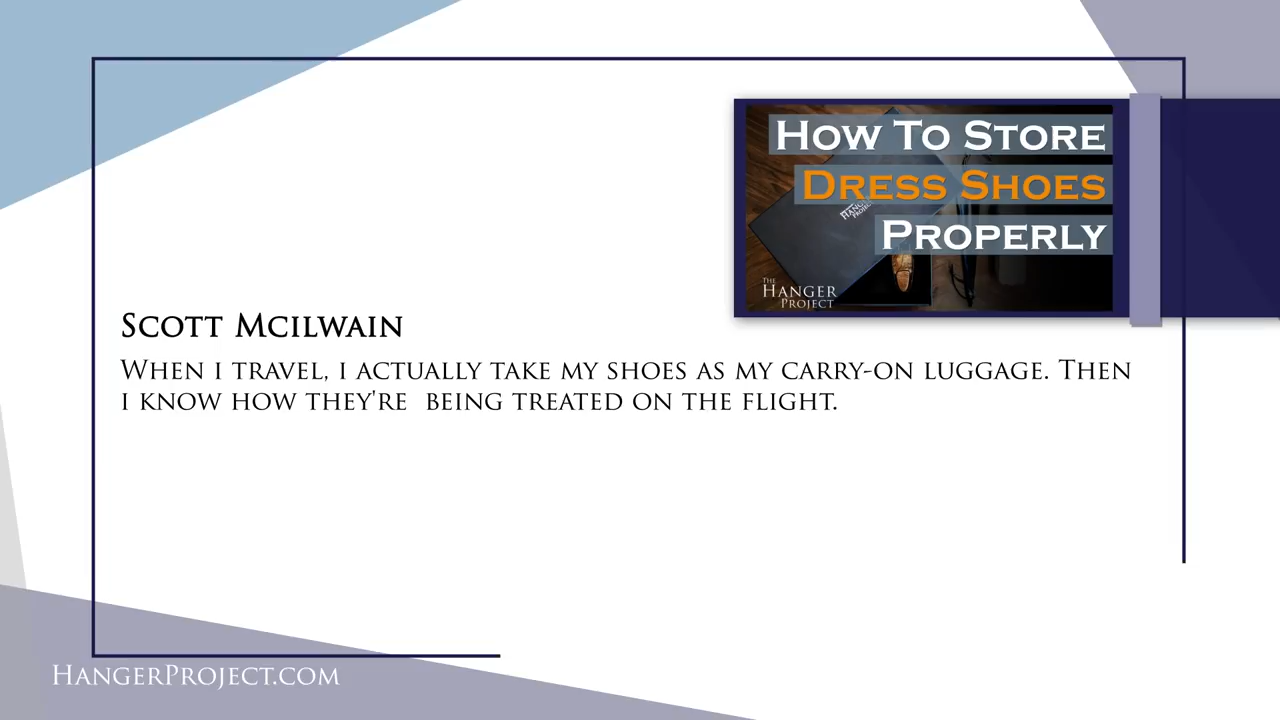 How To Store
Dress Shoes
Properly
The
Hanger
Project
Scott Mcilwain
When i travel, i actually take my shoes as my carry-on luggage. Then
i know how they're  being treated on the flight.
HangerProject.com